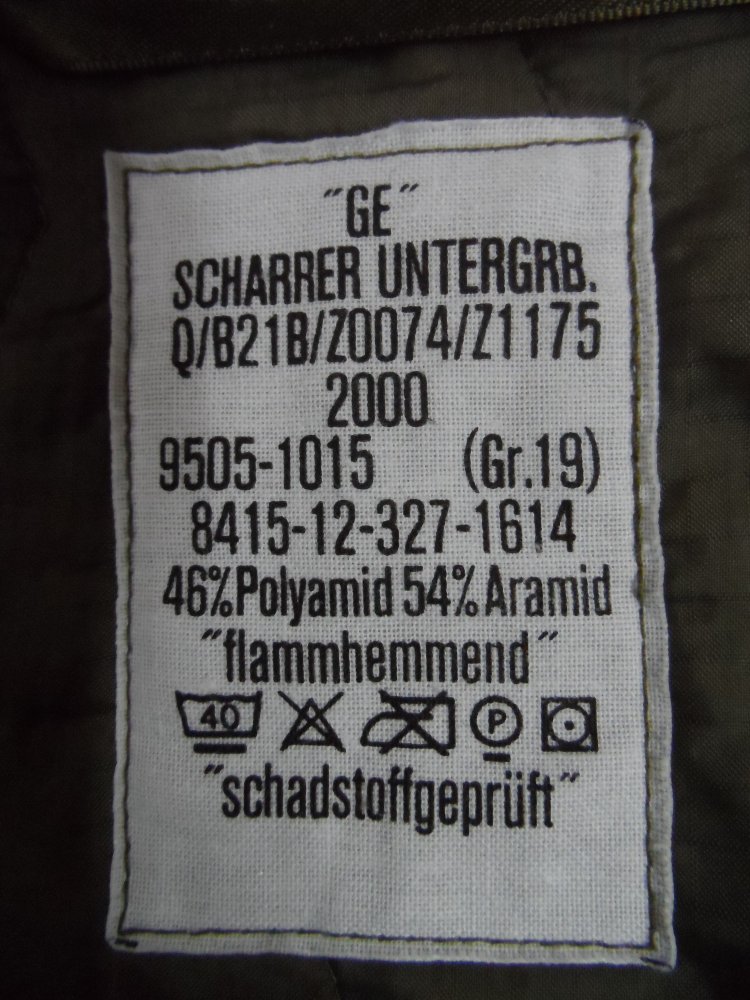 "GE"
SCHARRER UNTERGRB.
Q/B21B/Z0074/Z1175
2000
9505-1015 (Gr.19)
8415-12-327-1614
46%Polyamid 54%Aramid
"flammhemmend"
40 P
"schadstoffgeprüft"